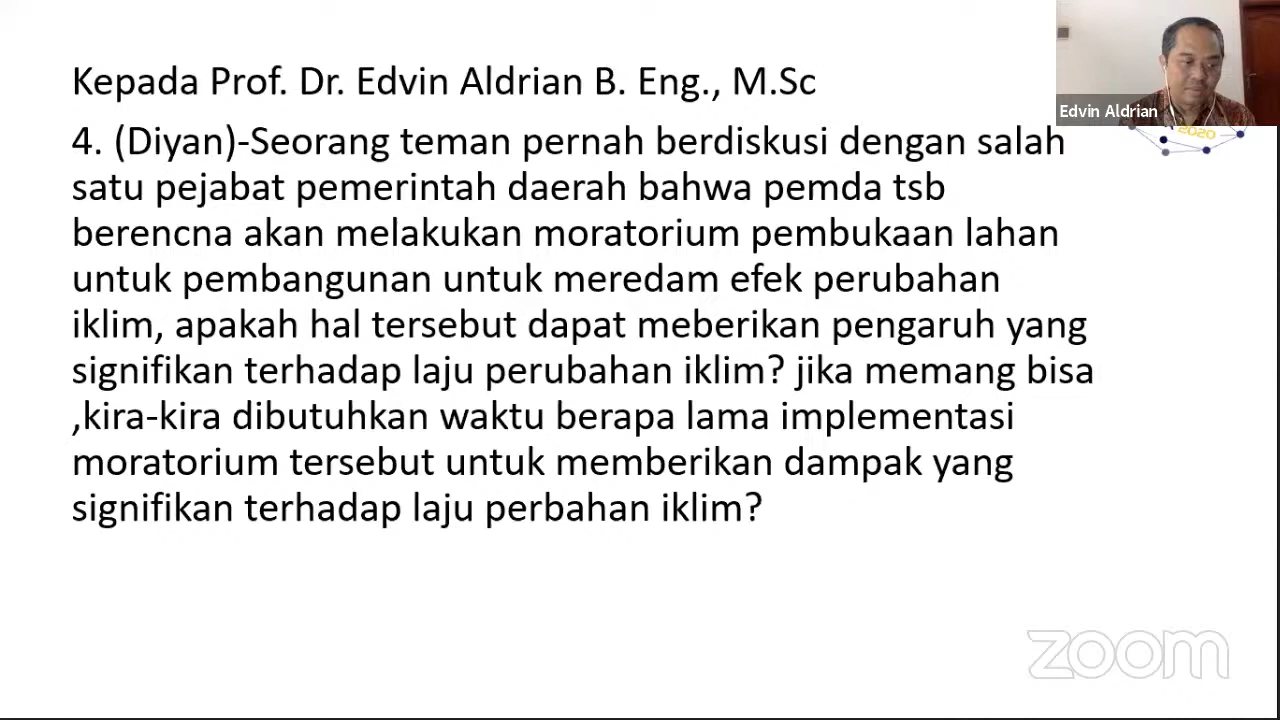 Kepada Prof. Dr. Edvin Aldrian B. Eng., M.Sc
Edvin Aldrian
2020
4. (Diyan)-Seorang teman pernah berdiskusi dengan salah
satu pejabat pemerintah daerah bahwa pemda tsb
berencna akan melakukan moratorium pembukaan lahan
untuk pembangunan untuk meredam efek perubahan
iklim, apakah hal tersebut dapat meberikan pengaruh yang
signifikan terhadap laju perubahan iklim? jika memang bisa
,kira-kira dibutuhkan waktu berapa lama implementasi
moratorium tersebut untuk memberikan dampak yang
signifikan terhadap laju perbahan iklim?
zoom